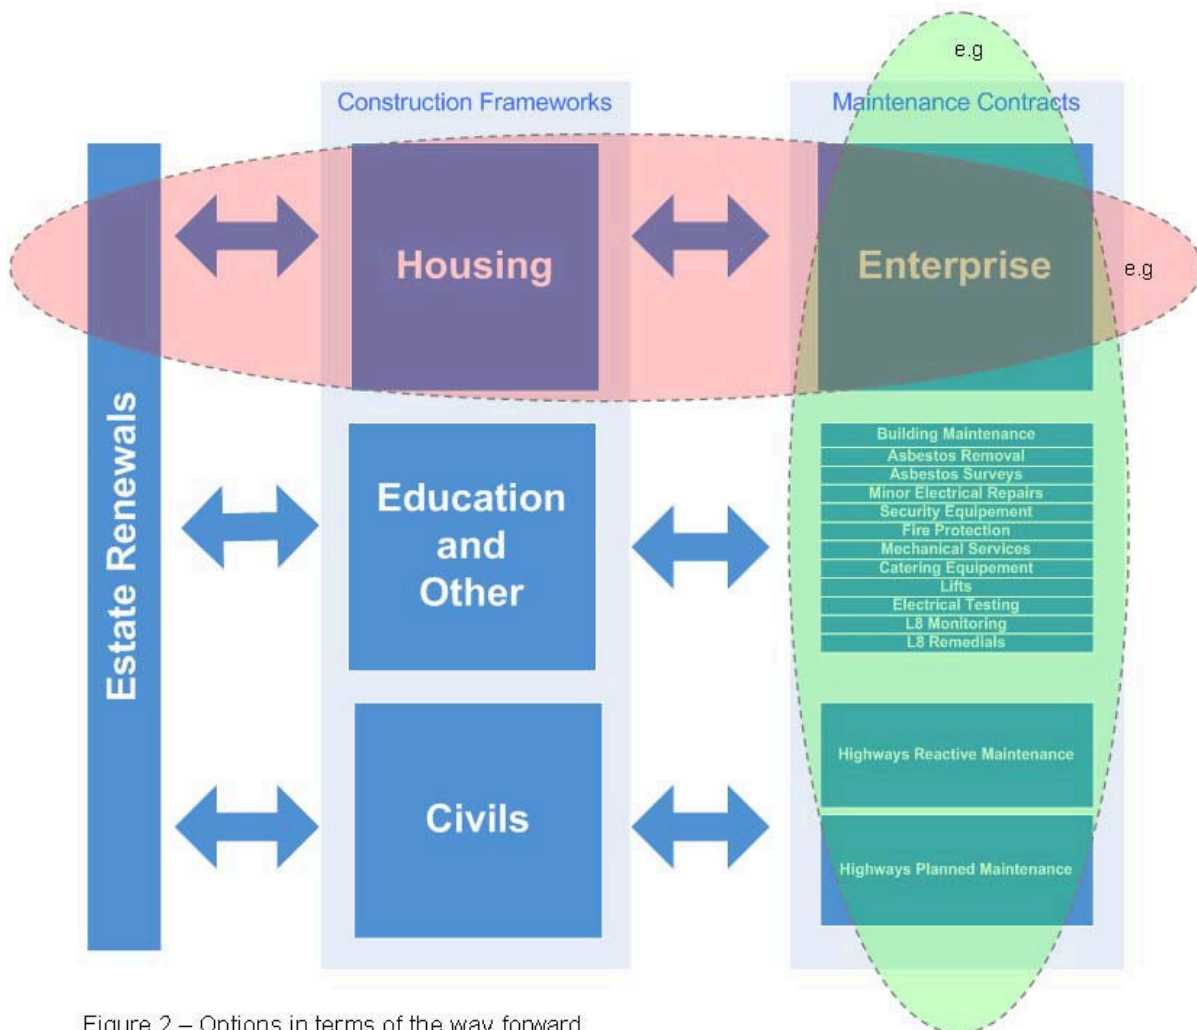 e.g
Construction Frameworks
Maintenance Contracts
Estate Renewals
Housing
Enterprise
e.g
Education
and
Other
Building Maintenance
Asbestos Removal
Asbestos Surveys
Minor Electrical Repairs
Security Equipement
Fire Protection
Mechanical Services
Catering Equipement
Lifts
Electrical Testing
L8 Monitoring
L8 Remedials
Civils
Highways Reactive Maintenance
Highways Planned Maintenance
Figure 2 – Options in terms of the way forward